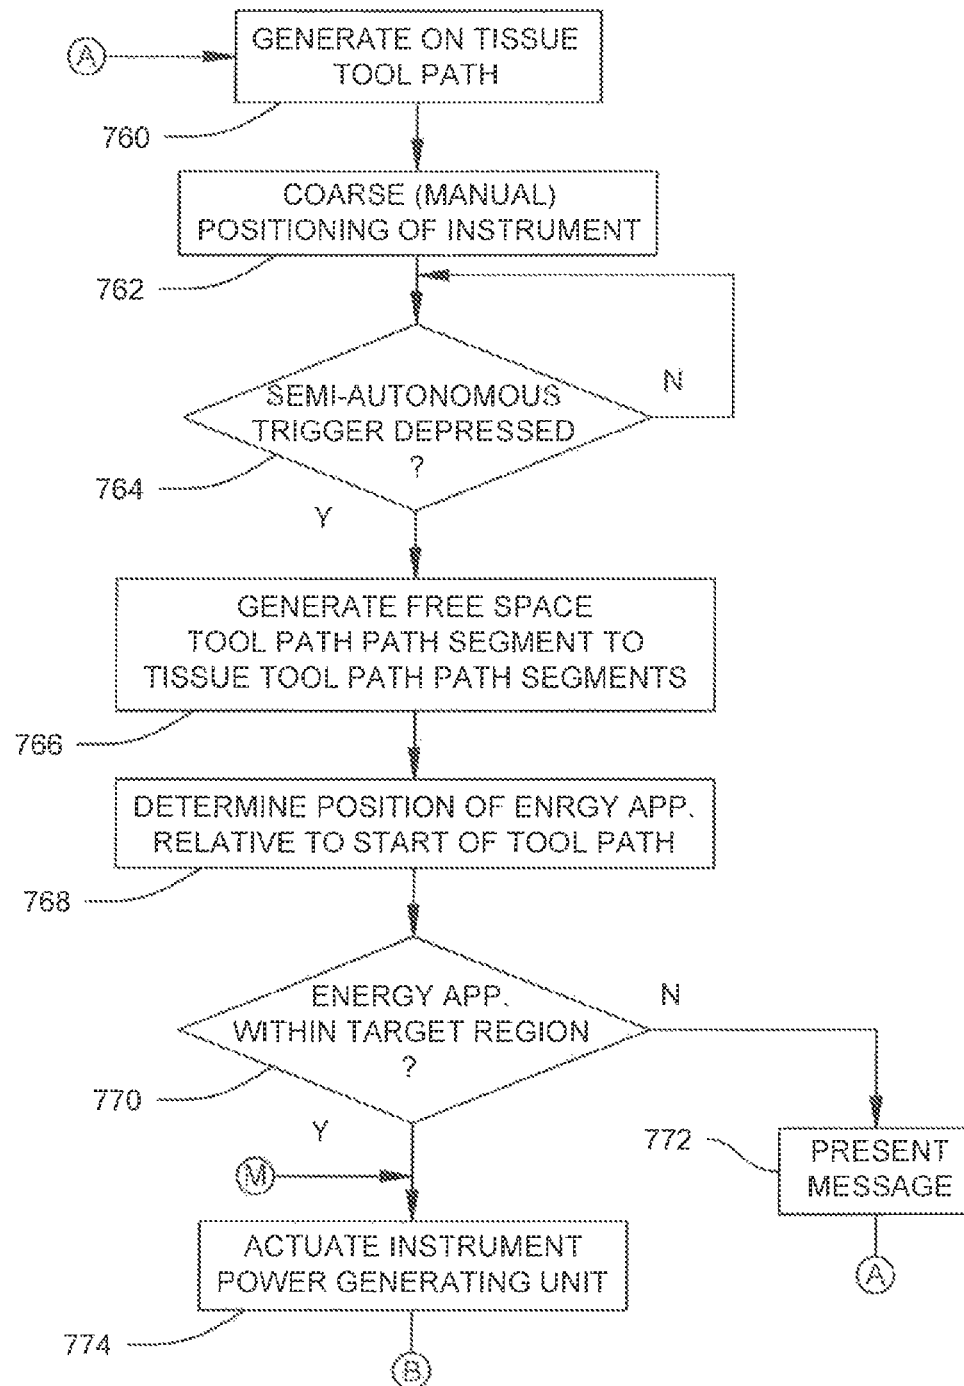 A
GENERATE ON TISSUE
TOOL PATH
760
COARSE (MANUAL)
POSITIONING OF INSTRUMENT
762
SEMI-AUTONOMOUS
TRIGGER DEPRESSED
?
N
764
Y
GENERATE FREE SPACE
TOOL PATH PATH SEGMENT TO
TISSUE TOOL PATH PATH SEGMENTS
766
DETERMINE POSITION OF ENRGY APP.
RELATIVE TO START OF TOOL PATH
768
ENERGY APP.
WITHIN TARGET REGION
?
N
770
Y
772
PRESENT
MESSAGE
M
A
ACTUATE INSTRUMENT
POWER GENERATING UNIT
774
B